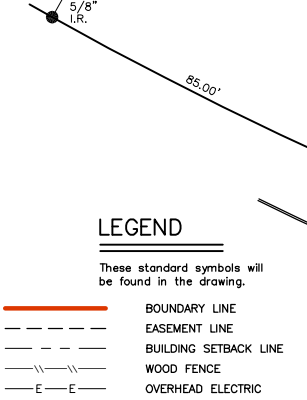 5/8"
I.R.
85.00'
LEGEND
These standard symbols will
be found in the drawing.
BOUNDARY LINE
EASEMENT LINE
BUILDING SETBACK LINE
WOOD FENCE
E E OVERHEAD ELECTRIC